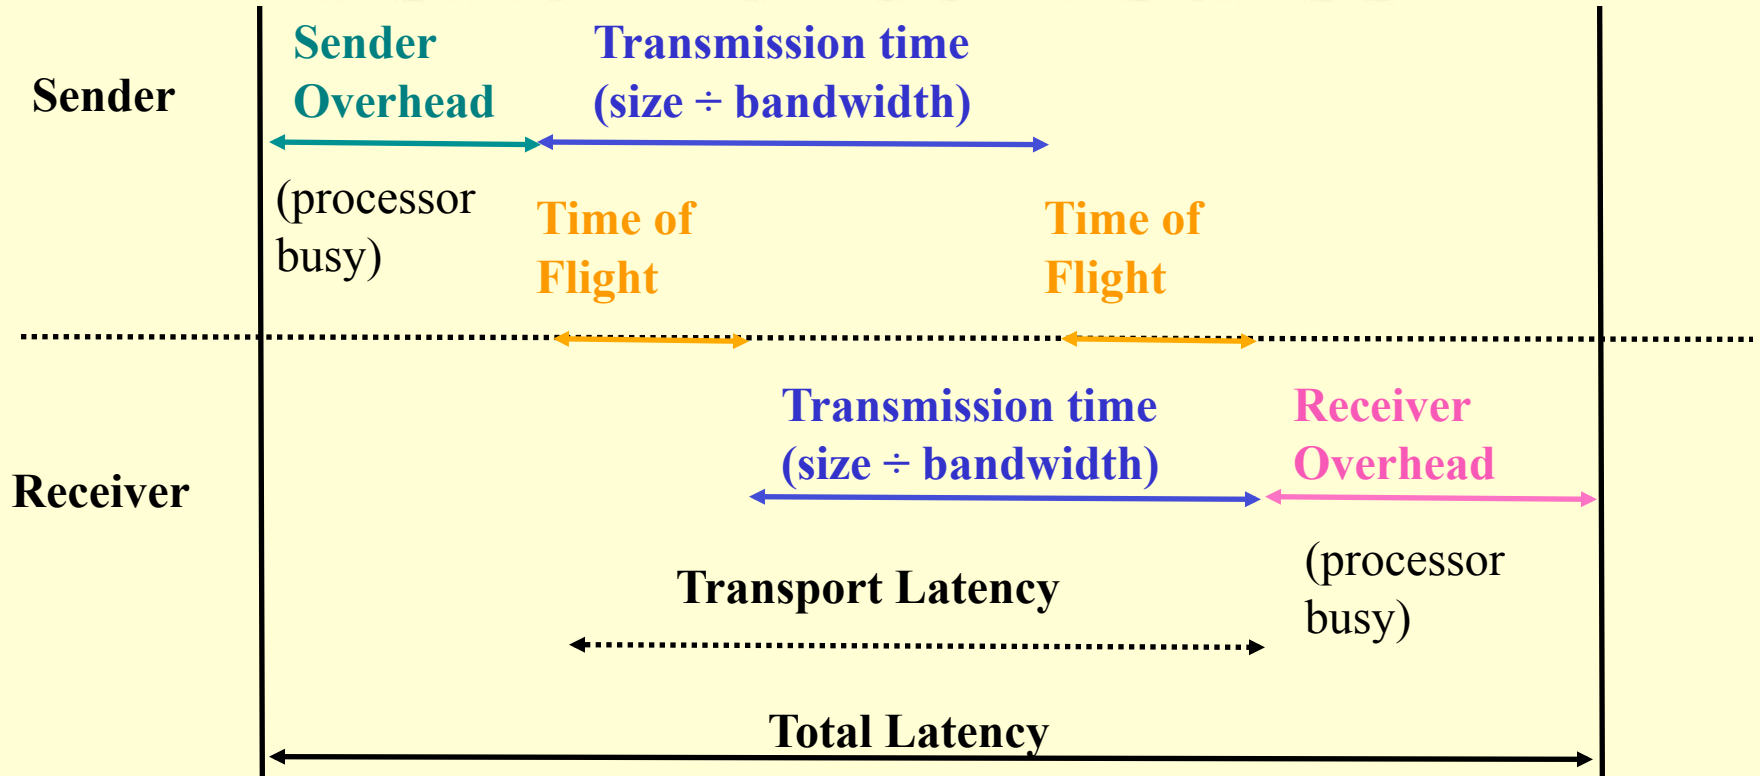 Sender
Sender
Overhead
(processor
busy)
Transmission time
(size ÷ bandwidth)
Time of
Flight
Time of
Flight
Receiver
Transmission time
(size ÷ bandwidth)
Receiver
Overhead
(processor
busy)
Transport Latency
Total Latency